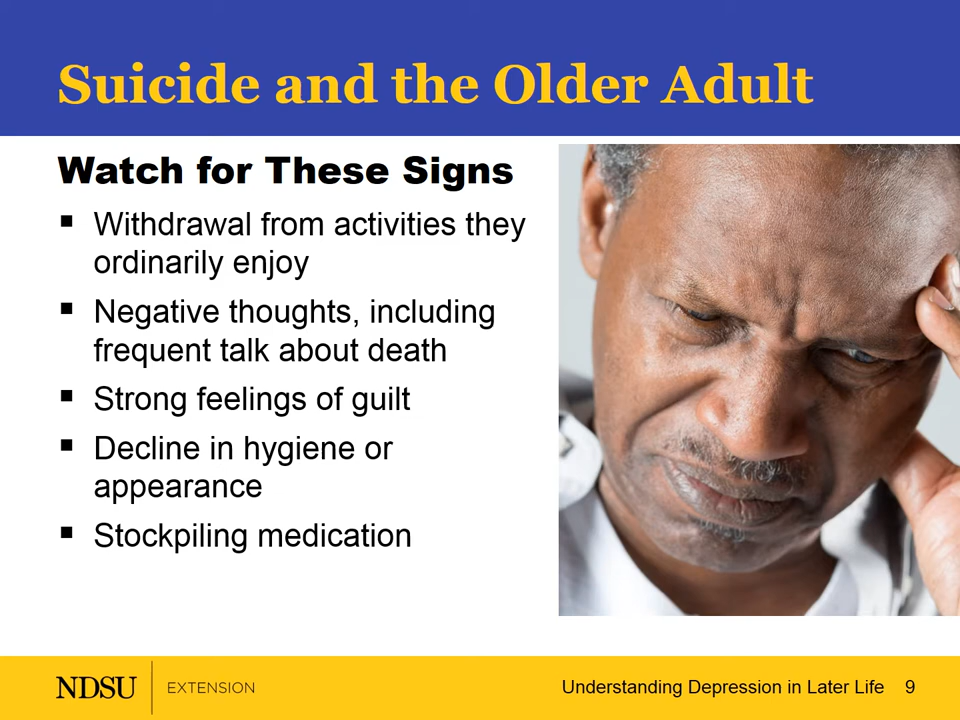 Suicide and the Older Adult
Watch for These Signs
▪ Withdrawal from activities they
ordinarily enjoy
▪ Negative thoughts, including
frequent talk about death
▪ Strong feelings of guilt
▪ Decline in hygiene or
appearance
▪ Stockpiling medication
NDSU EXTENSION
Understanding Depression in Later Life 9